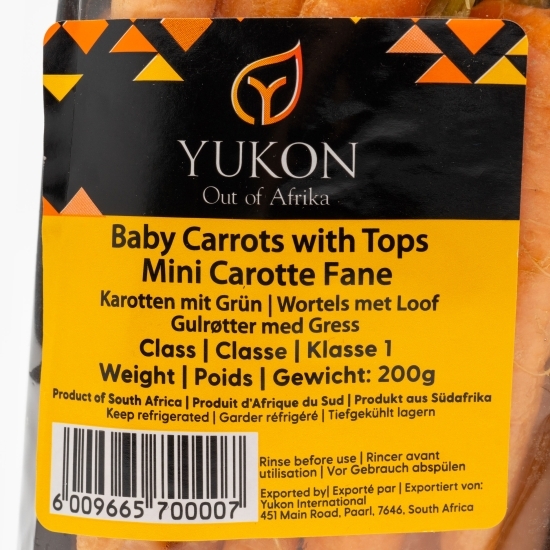 Y
YUKON
Out of Afrika
Baby Carrots with Tops
Mini Carotte Fane
Karotten mit Grün | Wortels met Loof
Gulrøtter med Gress
Class | Classe | Klasse 1
Weight | Poids | Gewicht: 200g
Product of South Africa | Produit d'Afrique du Sud | Produkt aus Südafrika
Keep refrigerated | Garder réfrigéré | Tiefgekühlt lagern
Rinse before use | Rincer avant
utilisation | Vor Gebrauch abspülen
Exported by| Exporté par | Exportiert von:
Yukon International
451 Main Road, Paarl, 7646, South Africa
6 009665 700007